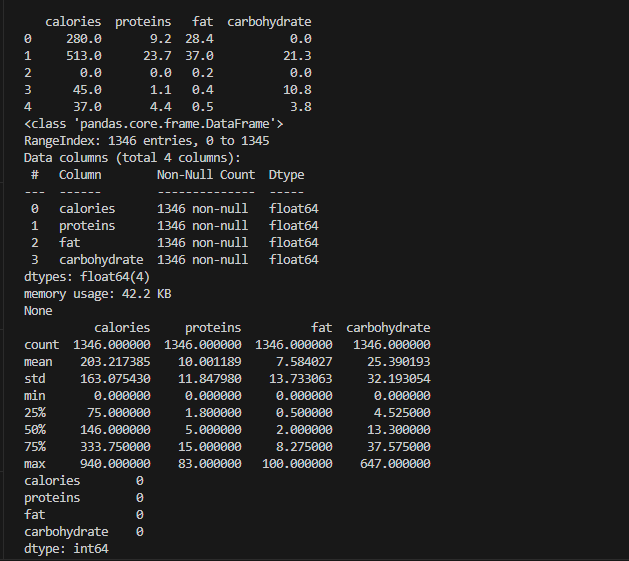 calories proteins fat carbohydrate
0 280.0 9.2 28.4 0.0
1 513.0 23.7 37.0 21.3
2 0.0 0.0 0.2 0.0
3 45.0 1.1 0.4 10.8
4 37.0 4.4 0.5 3.8
<class 'pandas.core.frame.DataFrame'>
RangeIndex: 1346 entries, 0 to 1345
Data columns (total 4 columns):
# Column Non-Null Count Dtype
--- ------ -------------- -----
0 calories 1346 non-null float64
1 proteins 1346 non-null float64
2 fat 1346 non-null float64
3 carbohydrate 1346 non-null float64
dtypes: float64(4)
memory usage: 42.2 KB
None
calories proteins fat carbohydrate
count 1346.000000 1346.000000 1346.000000 1346.000000
mean 203.217385 10.001189 7.584027 25.390193
std 163.075430 11.847980 13.733063 32.193054
min 0.000000 0.000000 0.000000 0.000000
25% 75.000000 1.800000 0.500000 4.525000
50% 146.000000 5.000000 2.000000 13.300000
75% 333.750000 15.000000 8.275000 37.575000
max 940.000000 83.000000 100.000000 647.000000
calories 0
proteins 0
fat 0
carbohydrate 0
dtype: int64